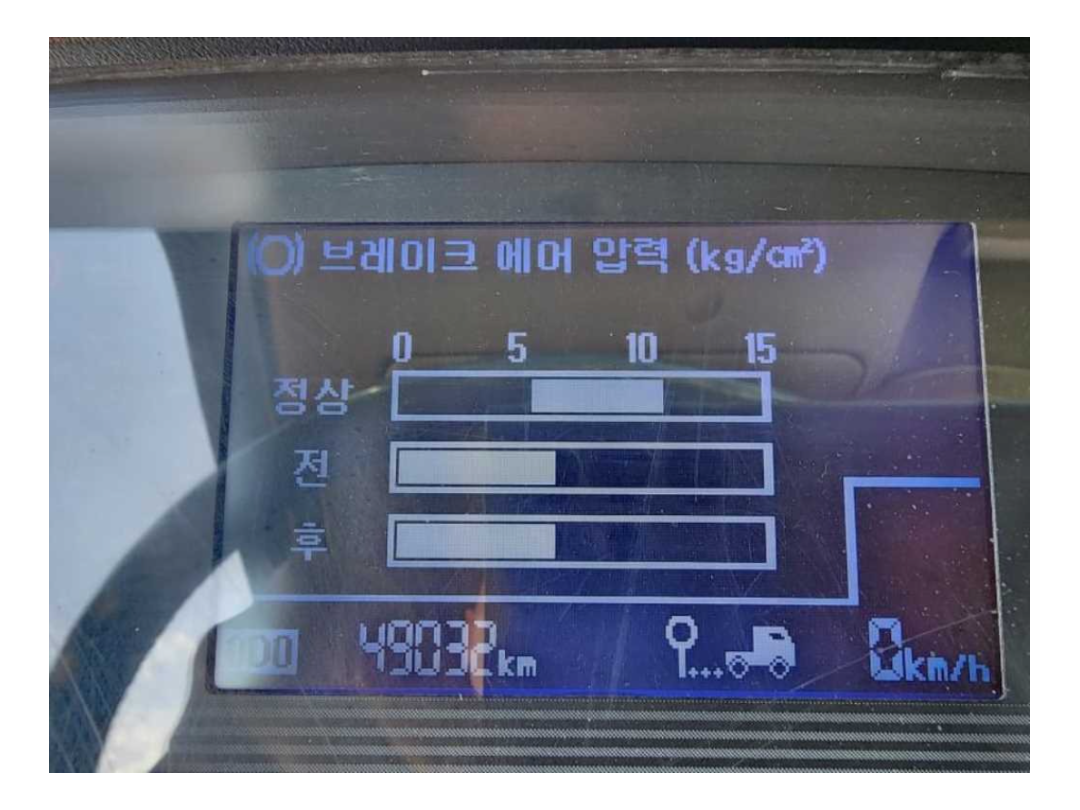 (O) 브레이크 에어 압력 (kg/cm²)
0 5 10 15
정상
전
후
49032km 0km/h